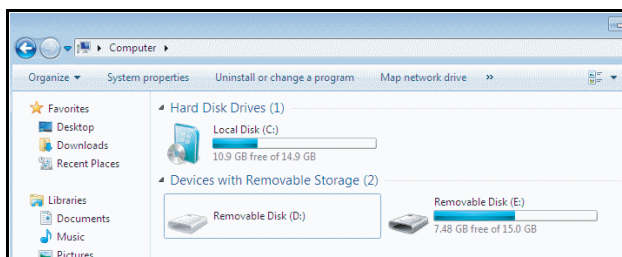 Computer
Organize
System properties
Uninstall or change a program
Map network drive
»
Favorites
Desktop
Downloads
Recent Places
Libraries
Documents
Music
Pictures
Hard Disk Drives (1)
Local Disk (C:)
10.9 GB free of 14.9 GB
Devices with Removable Storage (2)
Removable Disk (D:)
Removable Disk (E:)
7.48 GB free of 15.0 GB